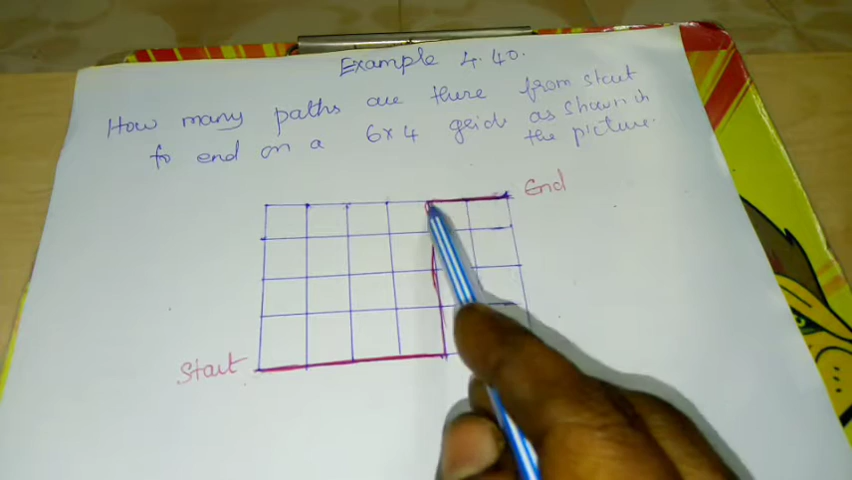 Example 4.40.
How many paths are there from start
to end on a 6x4 grid as shown in
the picture.
End
Start